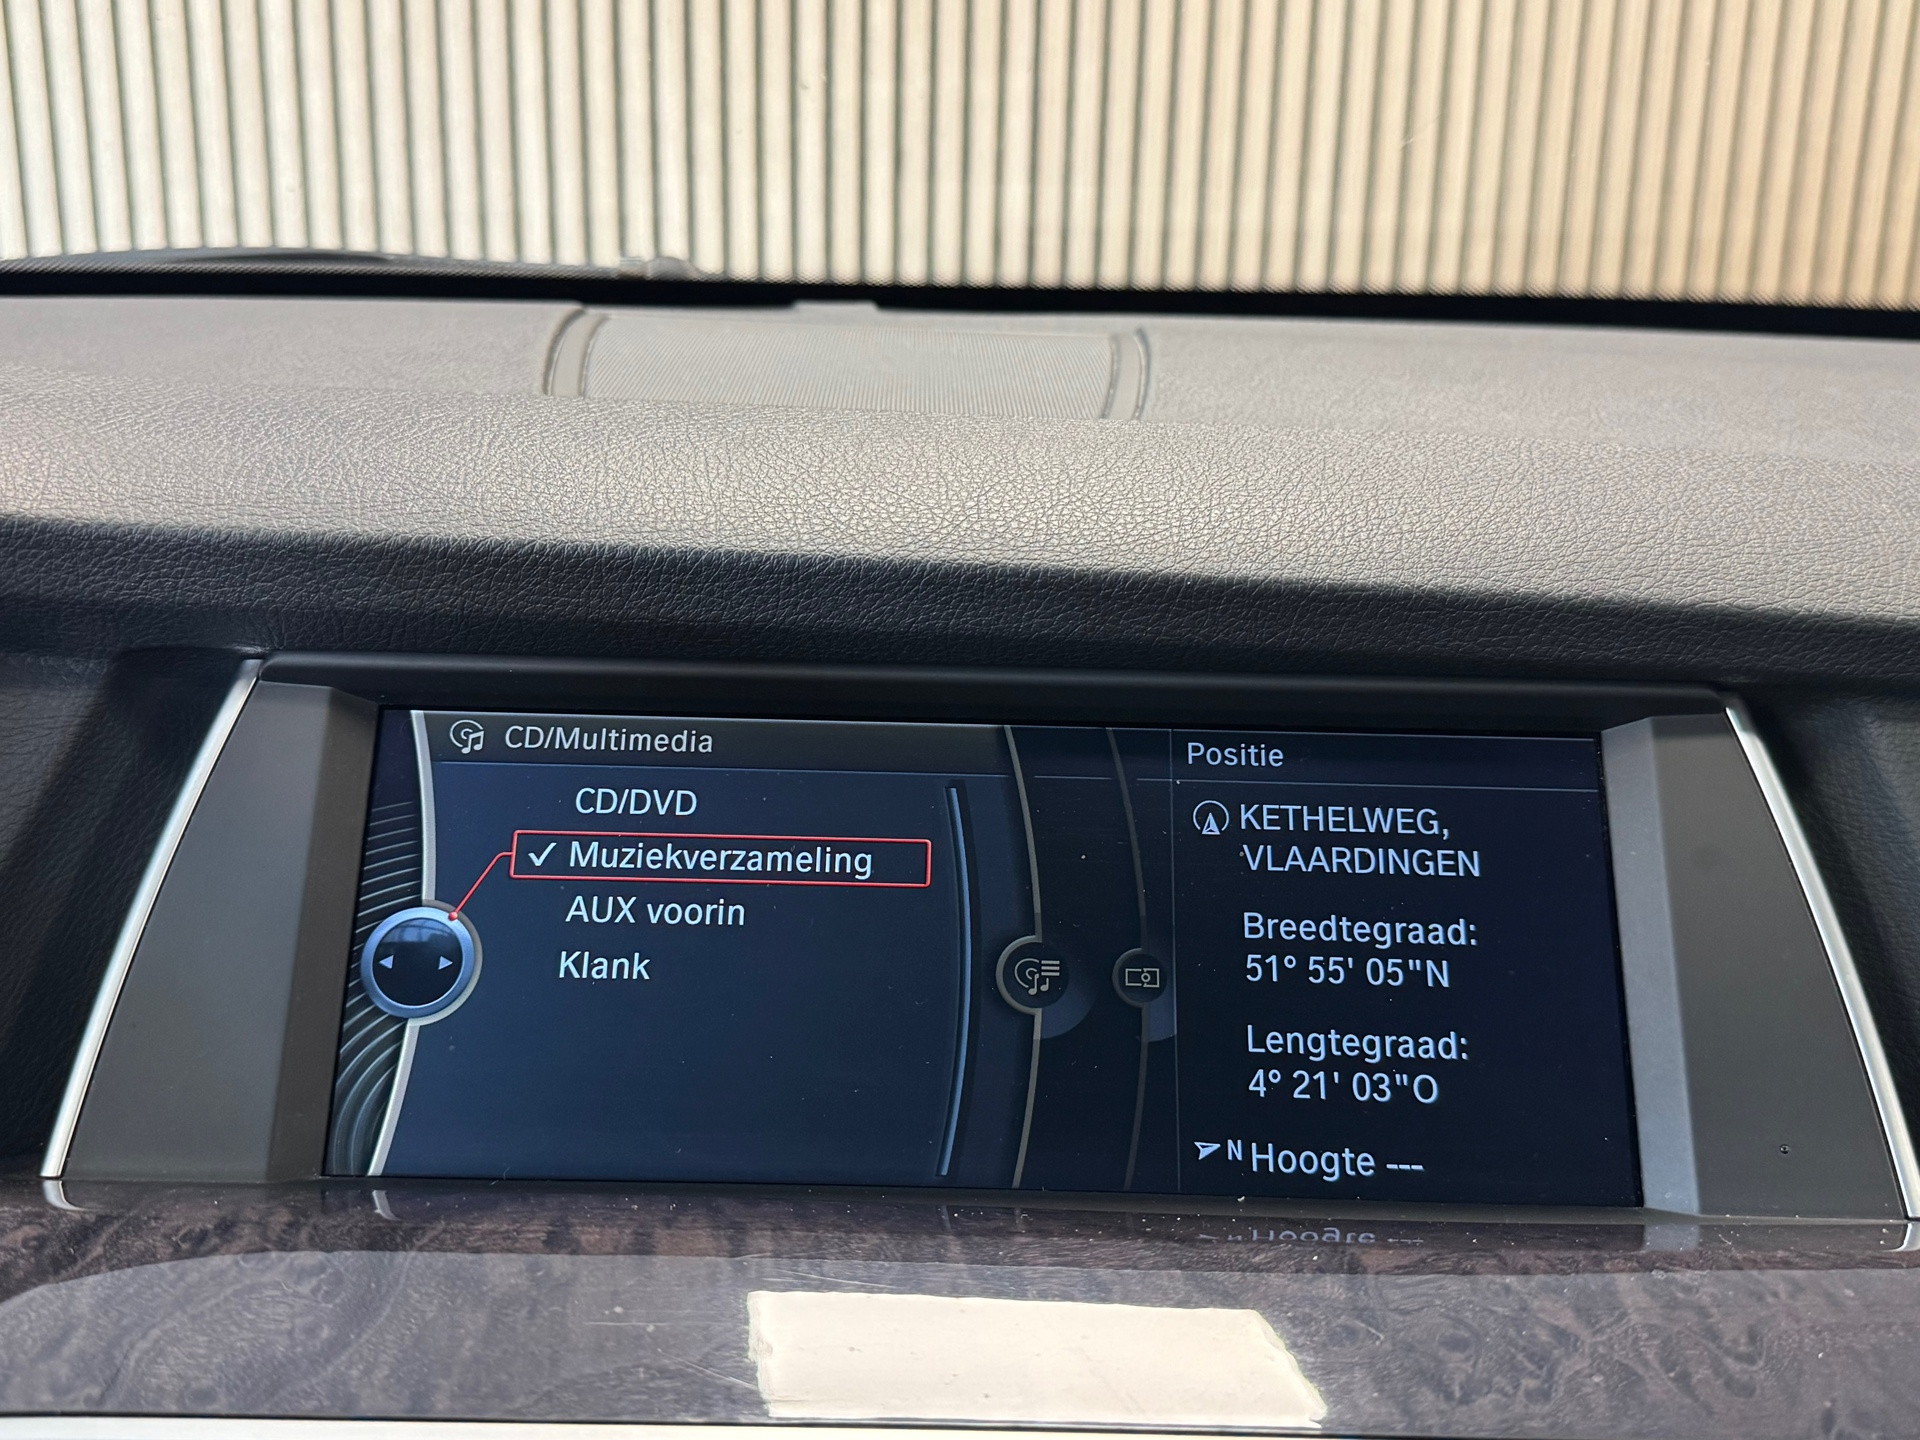 CD/Multimedia
CD/DVD
✓ Muziekverzameling
AUX voorin
Klank
Positie
KETHELWEG,
VLAARDINGEN
Breedtegraad:
51° 55' 05"N
Lengtegraad:
4° 21' 03"O
N Hoogte ---